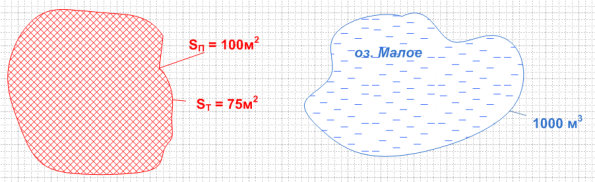 Sп = 100м²
Sт = 75м²
оз. Малое
1000 м³